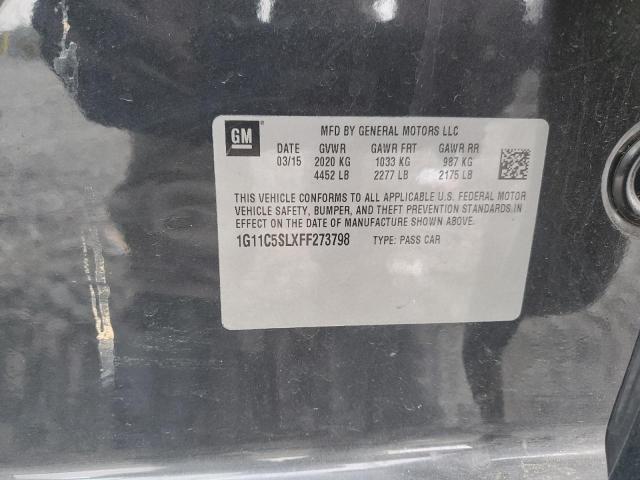 GM ®
MFD BY GENERAL MOTORS LLC
DATE GVWR GAWR FRT GAWR RR
03/15 2020 KG 1033 KG 987 KG
4452 LB 2277 LB 2175 LB
THIS VEHICLE CONFORMS TO ALL APPLICABLE U.S. FEDERAL MOTOR
VEHICLE SAFETY, BUMPER, AND THEFT PREVENTION STANDARDS IN
EFFECT ON THE DATE OF MANUFACTURE SHOWN ABOVE.
1G11C5SLXFF273798 TYPE: PASS CAR